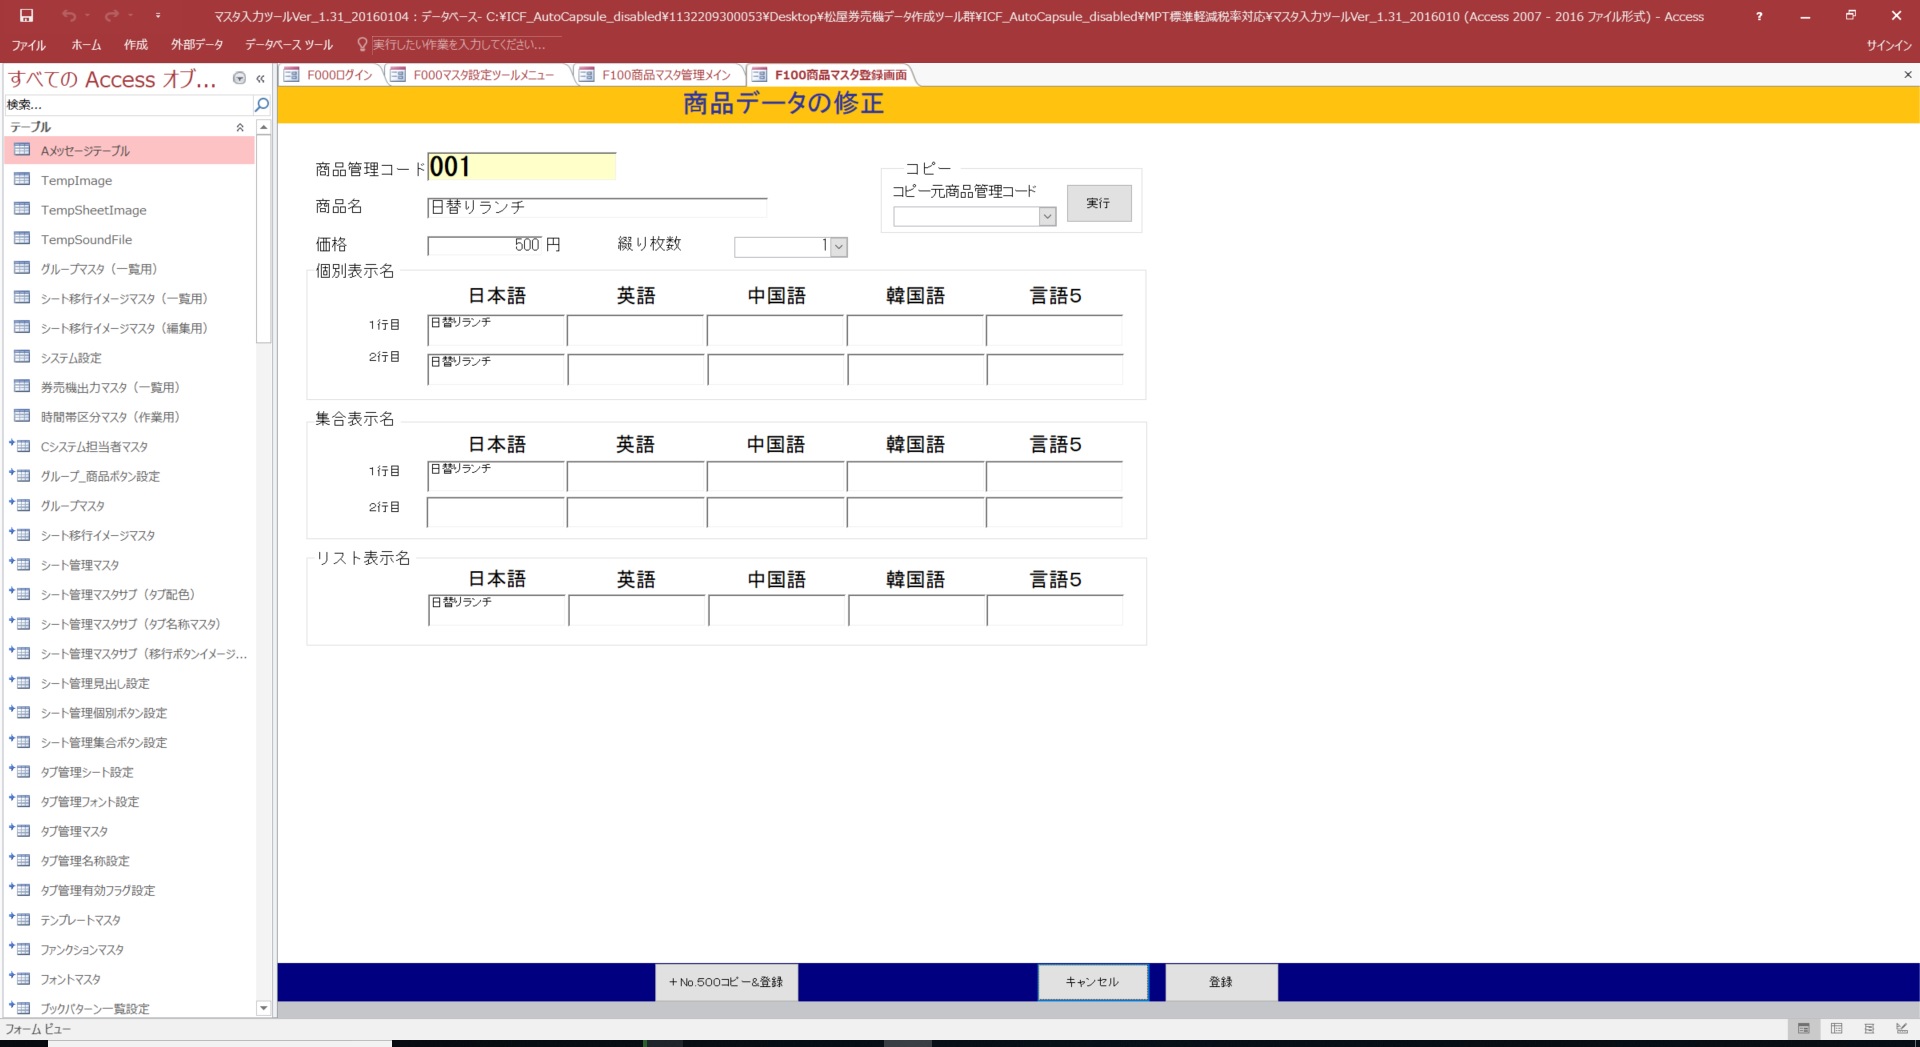 マスタ入力ツールVer_1.31_20160104 : データベース- C:¥ICF_AutoCapsule_disabled¥1132209300053¥Desktop¥松屋券売機データ作成ツール群¥ICF_AutoCapsule_disabled¥MPT標準軽減税率対応¥マスタ入力ツールVer_1.31_2016010 (Access 2007 - 2016 ファイル形式) - Access
ファイル ホーム 作成 外部データ データベース ツール 実行したい作業を入力してください... サインイン
すべての Access オブ...
F000ログイン F000マスタ設定ツールメニュー F100商品マスタ管理メイン F100商品マスタ登録画面
検索...
テーブル
Aメッセージテーブル
TempImage
TempSheetImage
TempSoundFile
グループマスタ（一覧用）
シート移行イメージマスタ（一覧用）
シート移行イメージマスタ（編集用）
システム設定
券売機出力マスタ（一覧用）
時間帯区分マスタ（作業用）
Cシステム担当者マスタ
グループ_商品ボタン設定
グループマスタ
シート移行イメージマスタ
シート管理マスタ
シート管理マスタサブ（タブ配色）
シート管理マスタサブ（タブ名称マスタ）
シート管理マスタサブ（移行ボタンイメージ...
シート管理見出し設定
シート管理個別ボタン設定
シート管理集合ボタン設定
タブ管理シート設定
タブ管理フォント設定
タブ管理マスタ
タブ管理名称設定
タブ管理有効フラグ設定
テンプレートマスタ
ファンクションマスタ
フォントマスタ
ブックパターン一覧設定
商品データの修正
商品管理コード 001
商品名 日替りランチ
価格 500 円 綴り枚数 1
コピー
コピー元商品管理コード
実行
個別表示名
日本語 英語 中国語 韓国語 言語5
1行目 日替りランチ
2行目 日替りランチ
集合表示名
日本語 英語 中国語 韓国語 言語5
1行目 日替りランチ
2行目
リスト表示名
日本語 英語 中国語 韓国語 言語5
日替りランチ
+No.500コピー&登録 キャンセル 登録
フォーム ビュー